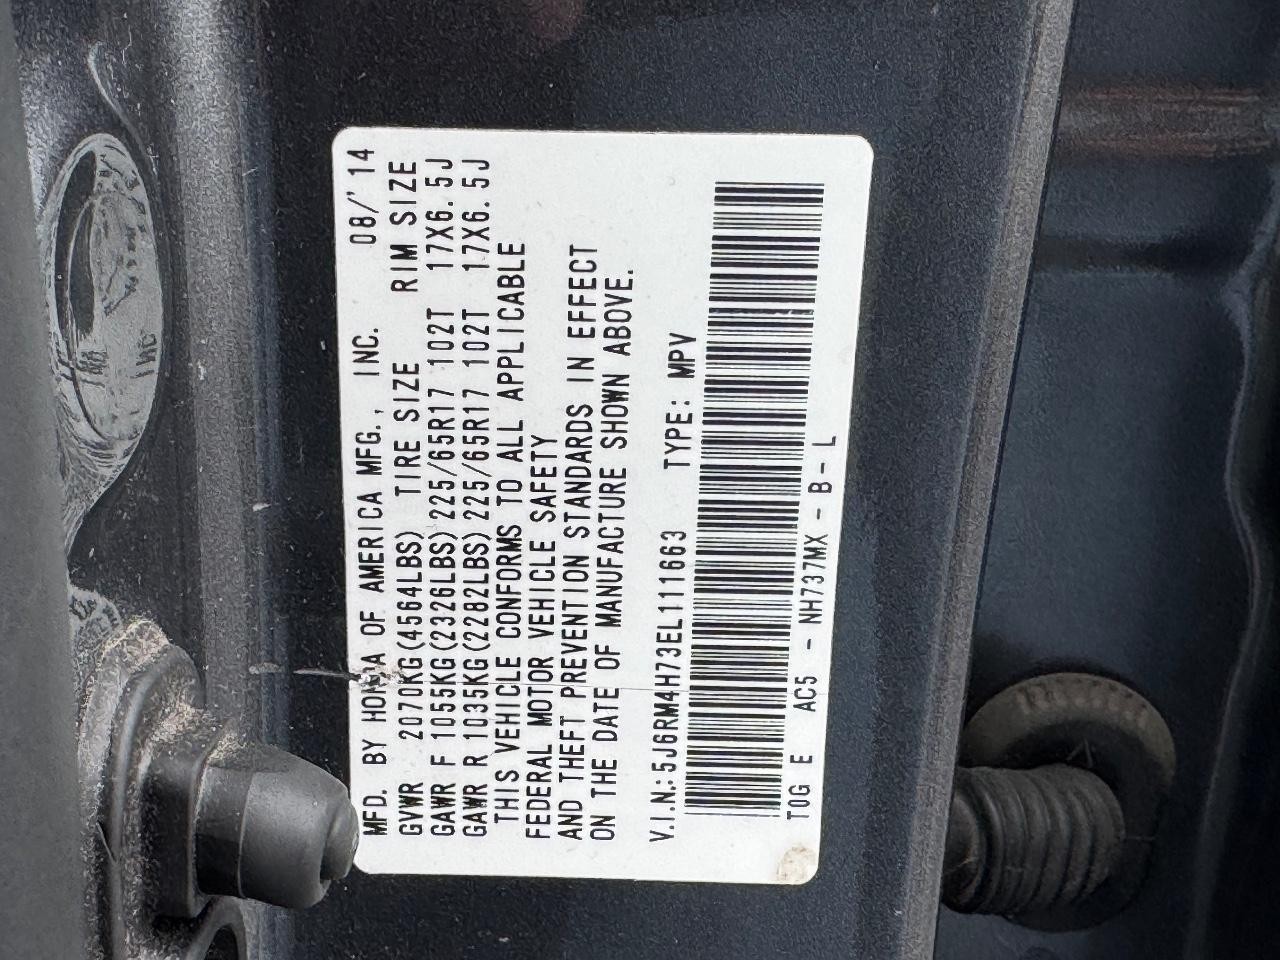 MFD. BY HONDA OF AMERICA MFG., INC. 08/'14
GVWR 2070KG(4564LBS) TIRE SIZE RIM SIZE
GAWR F 1055KG(2326LBS)225/65R17 102T 17X6.5J
GAWR R 1035KG(2282LBS)225/65R17 102T 17X6.5J
THIS VEHICLE CONFORMS TO ALL APPLICABLE
FEDERAL MOTOR VEHICLE SAFETY
AND THEFT PREVENTION STANDARDS IN EFFECT
ON THE DATE OF MANUFACTURE SHOWN ABOVE.
V.I.N.:5J6RM4H73EL111663 TYPE: MPV
T0G E AC5 - NH737MX - B - L